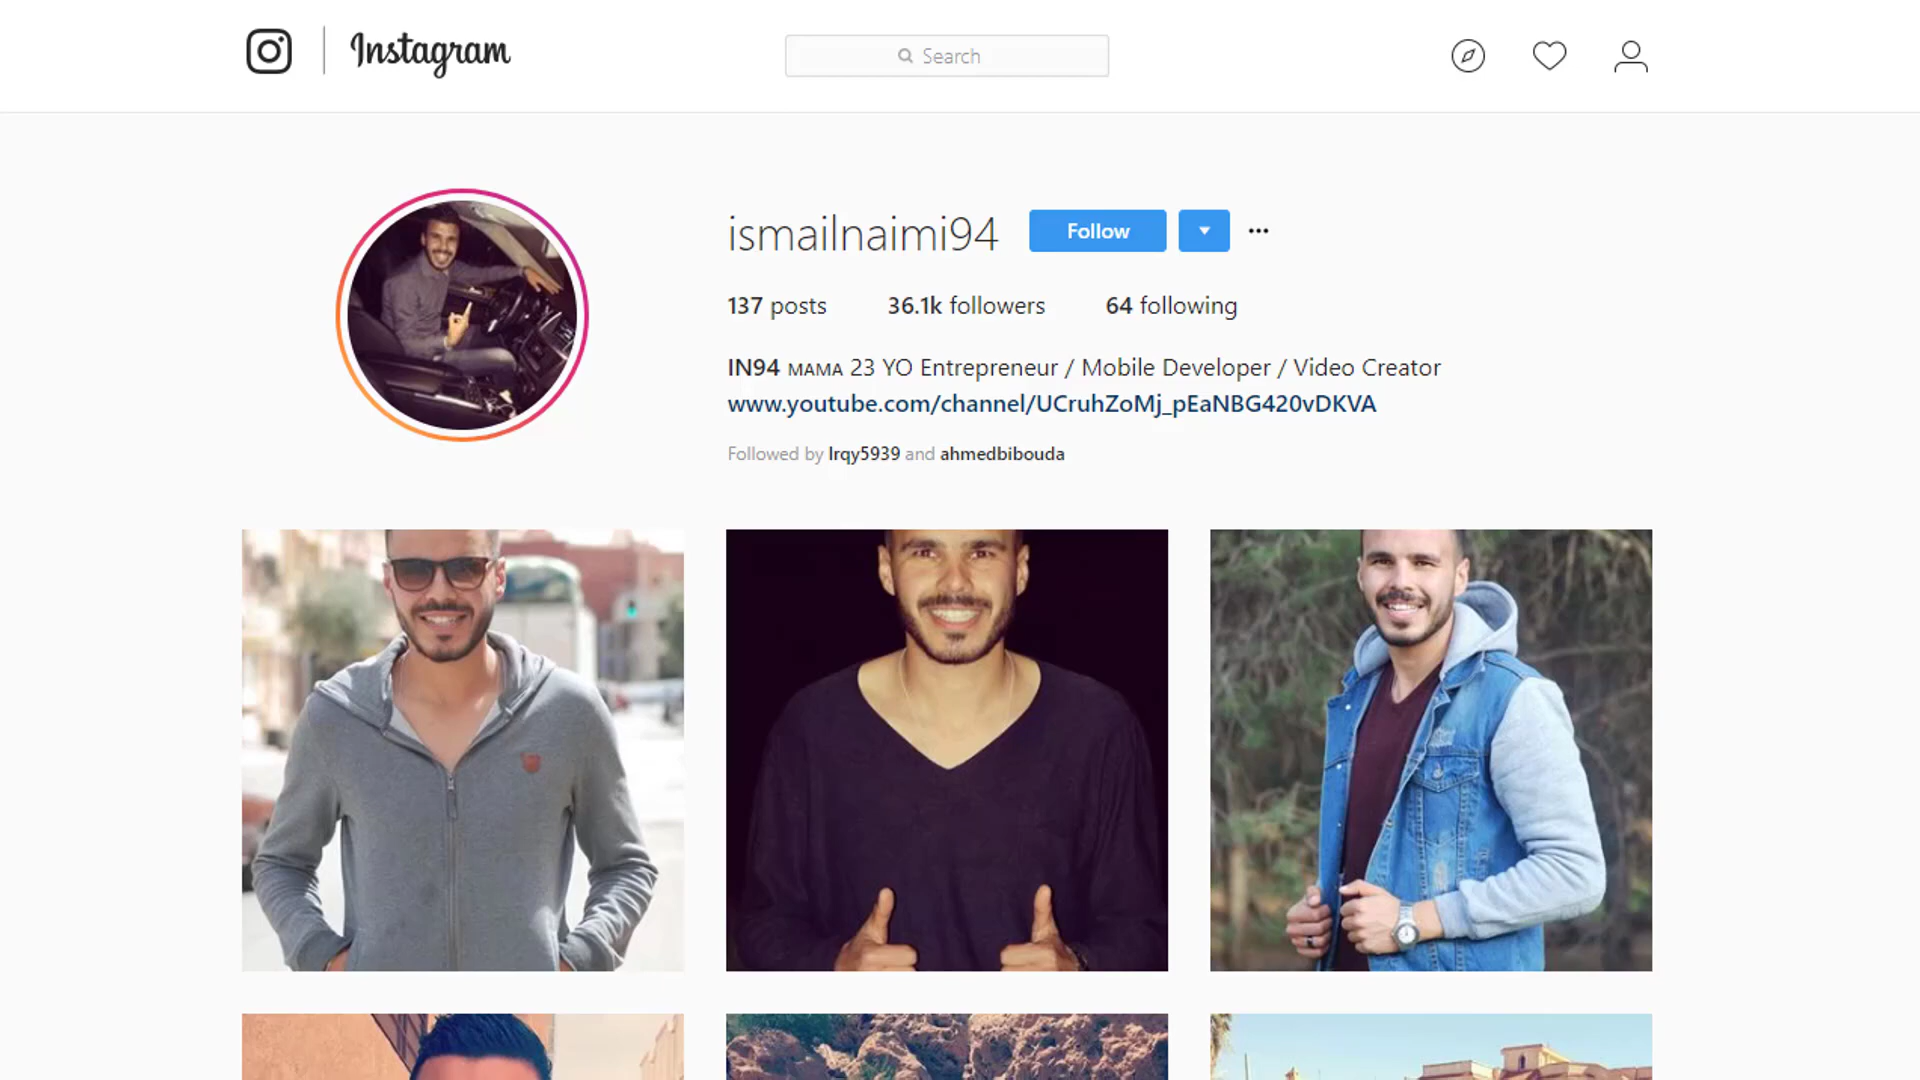 Instagram
Search
ismailnaimi94 Follow
137 posts 36.1k followers 64 following
IN94 ᴍᴀᴍᴀ 23 YO Entrepreneur / Mobile Developer / Video Creator
www.youtube.com/channel/UCruhZoMj_pEaNBG420vDKVA
Followed by lrqy5939 and ahmedbibouda